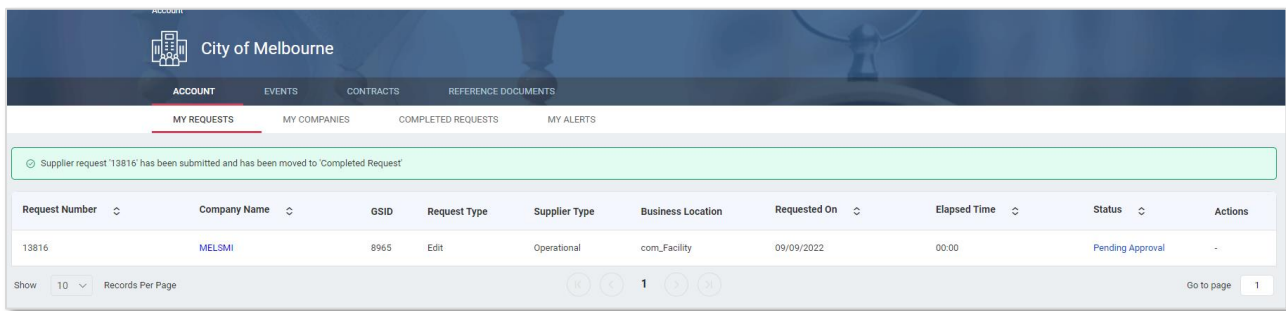 Account
City of Melbourne
ACCOUNT EVENTS CONTRACTS REFERENCE DOCUMENTS
MY REQUESTS MY COMPANIES COMPLETED REQUESTS MY ALERTS
Supplier request '13816' has been submitted and has been moved to 'Completed Request'
Request Number Company Name GSID Request Type Supplier Type Business Location Requested On Elapsed Time Status Actions
13816 MELSMI 8965 Edit Operational com_Facility 09/09/2022 00:00 Pending Approval -
Show 10 Records Per Page 1 Go to page 1